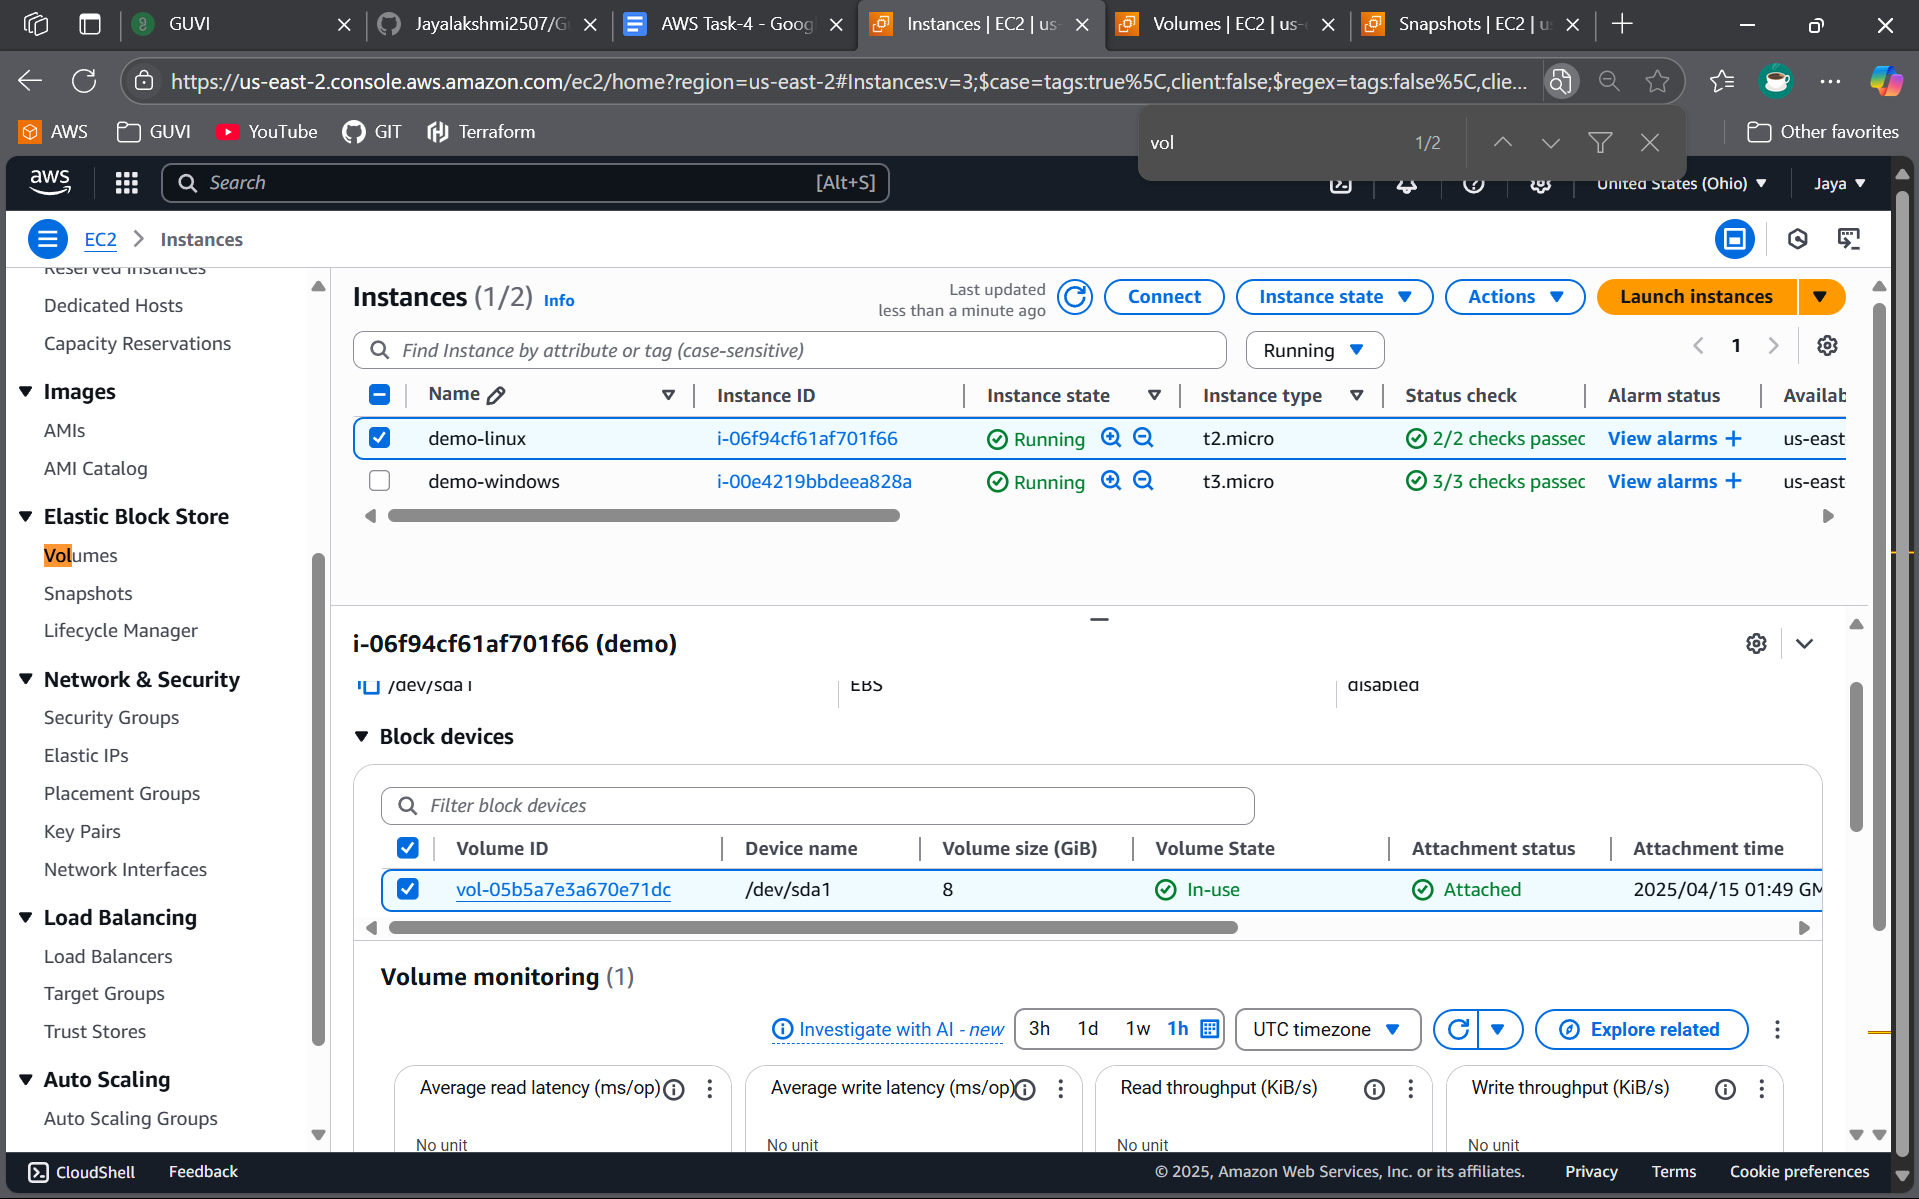 GUVI
Jayalakshmi2507/G
AWS Task-4 - Goog
Instances | EC2 | us-
Volumes | EC2 | us-
Snapshots | EC2 | u
https://us-east-2.console.aws.amazon.com/ec2/home?region=us-east-2#Instances:v=3;$case=tags:true%5C,client:false;$regex=tags:false%5C,clie...
AWS
GUVI
YouTube
GIT
Terraform
vol
1/2
Other favorites
aws
Search
[Alt+S]
United States (Ohio)
Jaya
EC2
Instances
Reserved Instances
Dedicated Hosts
Capacity Reservations
Images
AMIs
AMI Catalog
Elastic Block Store
Volumes
Snapshots
Lifecycle Manager
Network & Security
Security Groups
Elastic IPs
Placement Groups
Key Pairs
Network Interfaces
Load Balancing
Load Balancers
Target Groups
Trust Stores
Auto Scaling
Auto Scaling Groups
Instances (1/2) Info
Last updated
less than a minute ago
Connect
Instance state
Actions
Launch instances
Find Instance by attribute or tag (case-sensitive)
Running
1
Name
Instance ID
Instance state
Instance type
Status check
Alarm status
Availab
demo-linux
i-06f94cf61af701f66
Running
t2.micro
2/2 checks passec
View alarms +
us-east
demo-windows
i-00e4219bbdeea828a
Running
t3.micro
3/3 checks passec
View alarms +
us-east
i-06f94cf61af701f66 (demo)
/dev/sda1
EBS
disabled
Block devices
Filter block devices
Volume ID
Device name
Volume size (GiB)
Volume State
Attachment status
Attachment time
vol-05b5a7e3a670e71dc
/dev/sda1
8
In-use
Attached
2025/04/15 01:49 GM
Volume monitoring (1)
Investigate with AI - new
3h
1d
1w
1h
UTC timezone
Explore related
Average read latency (ms/op)
Average write latency (ms/op)
Read throughput (KiB/s)
Write throughput (KiB/s)
No unit
No unit
No unit
No unit
CloudShell
Feedback
© 2025, Amazon Web Services, Inc. or its affiliates.
Privacy
Terms
Cookie preferences